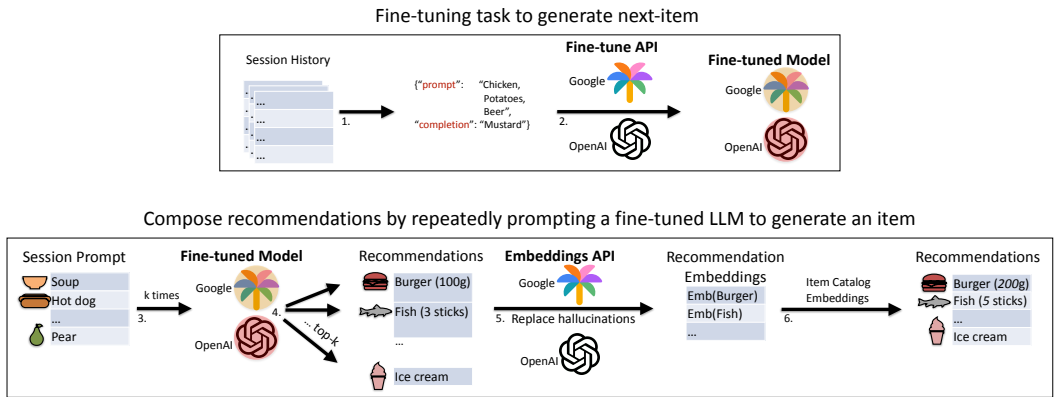 Fine-tuning task to generate next-item
Session History
...
...
...
...
1.
{"prompt": "Chicken,
Potatoes,
Beer",
"completion": "Mustard"}
Fine-tune API
Google
2.
OpenAI
Fine-tuned Model
Google
OpenAI
Compose recommendations by repeatedly prompting a fine-tuned LLM to generate an item
Session Prompt
Soup
Hot dog
...
Pear
k times
3.
Fine-tuned Model
Google
OpenAI
4.
... top-k
Recommendations
Burger (100g)
Fish (3 sticks)
...
Ice cream
Embeddings API
Google
5. Replace hallucinations
OpenAI
Recommendation
Embeddings
Emb(Burger)
Emb(Fish)
...
Item Catalog
Embeddings
6.
Recommendations
Burger (200g)
Fish (5 sticks)
...
Ice cream